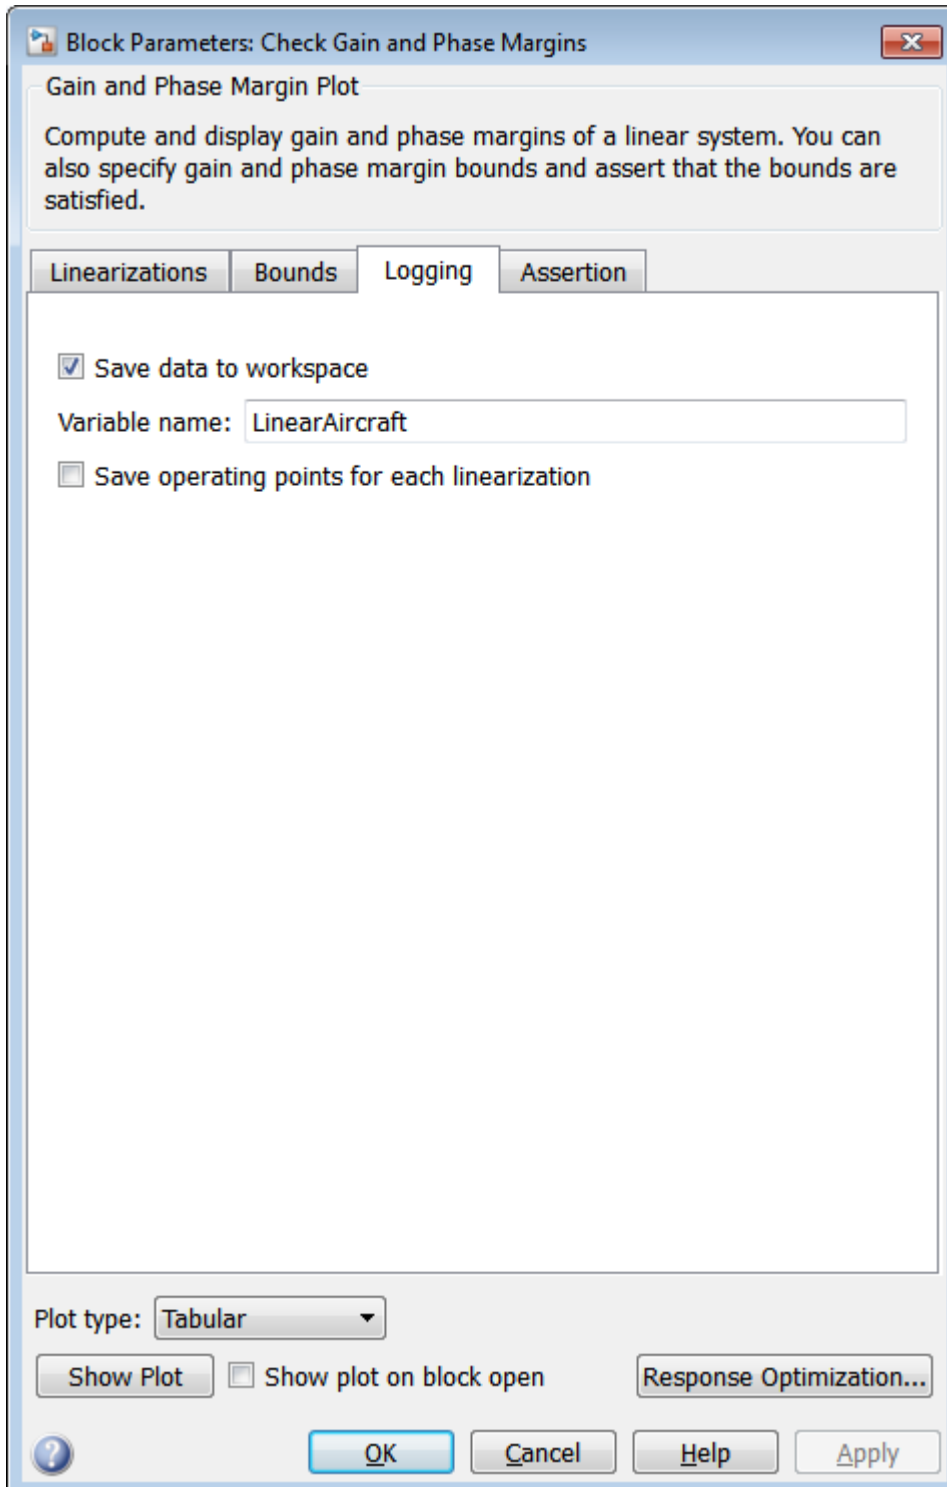 Block Parameters: Check Gain and Phase Margins
Gain and Phase Margin Plot
Compute and display gain and phase margins of a linear system. You can
also specify gain and phase margin bounds and assert that the bounds are
satisfied.
Linearizations Bounds Logging Assertion
Save data to workspace
Variable name: LinearAircraft
Save operating points for each linearization
Plot type: Tabular
Show Plot Show plot on block open Response Optimization...
? OK Cancel Help Apply